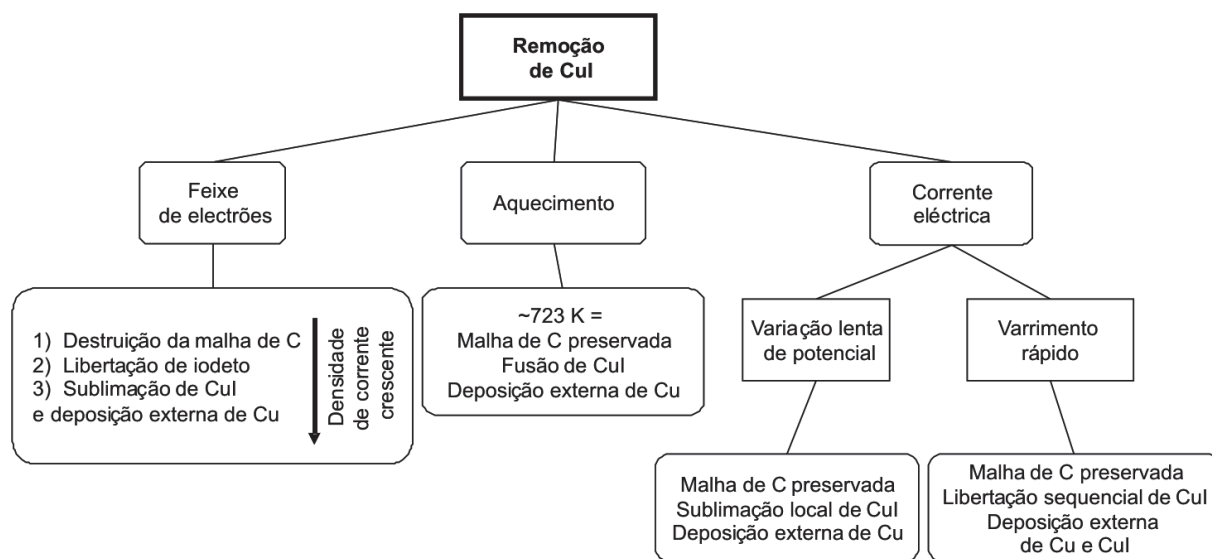 Remoção
de CuI
Feixe
de electrões
Aquecimento
Corrente
eléctrica
1) Destruição da malha de C
2) Libertação de iodeto
3) Sublimação de CuI
e deposição externa de Cu
Densidade
de corrente
crescente
~723 K =
Malha de C preservada
Fusão de CuI
Deposição externa de Cu
Variação lenta
de potencial
Varrimento
rápido
Malha de C preservada
Sublimação local de CuI
Deposição externa de Cu
Malha de C preservada
Libertação sequencial de CuI
Deposição externa
de Cu e CuI